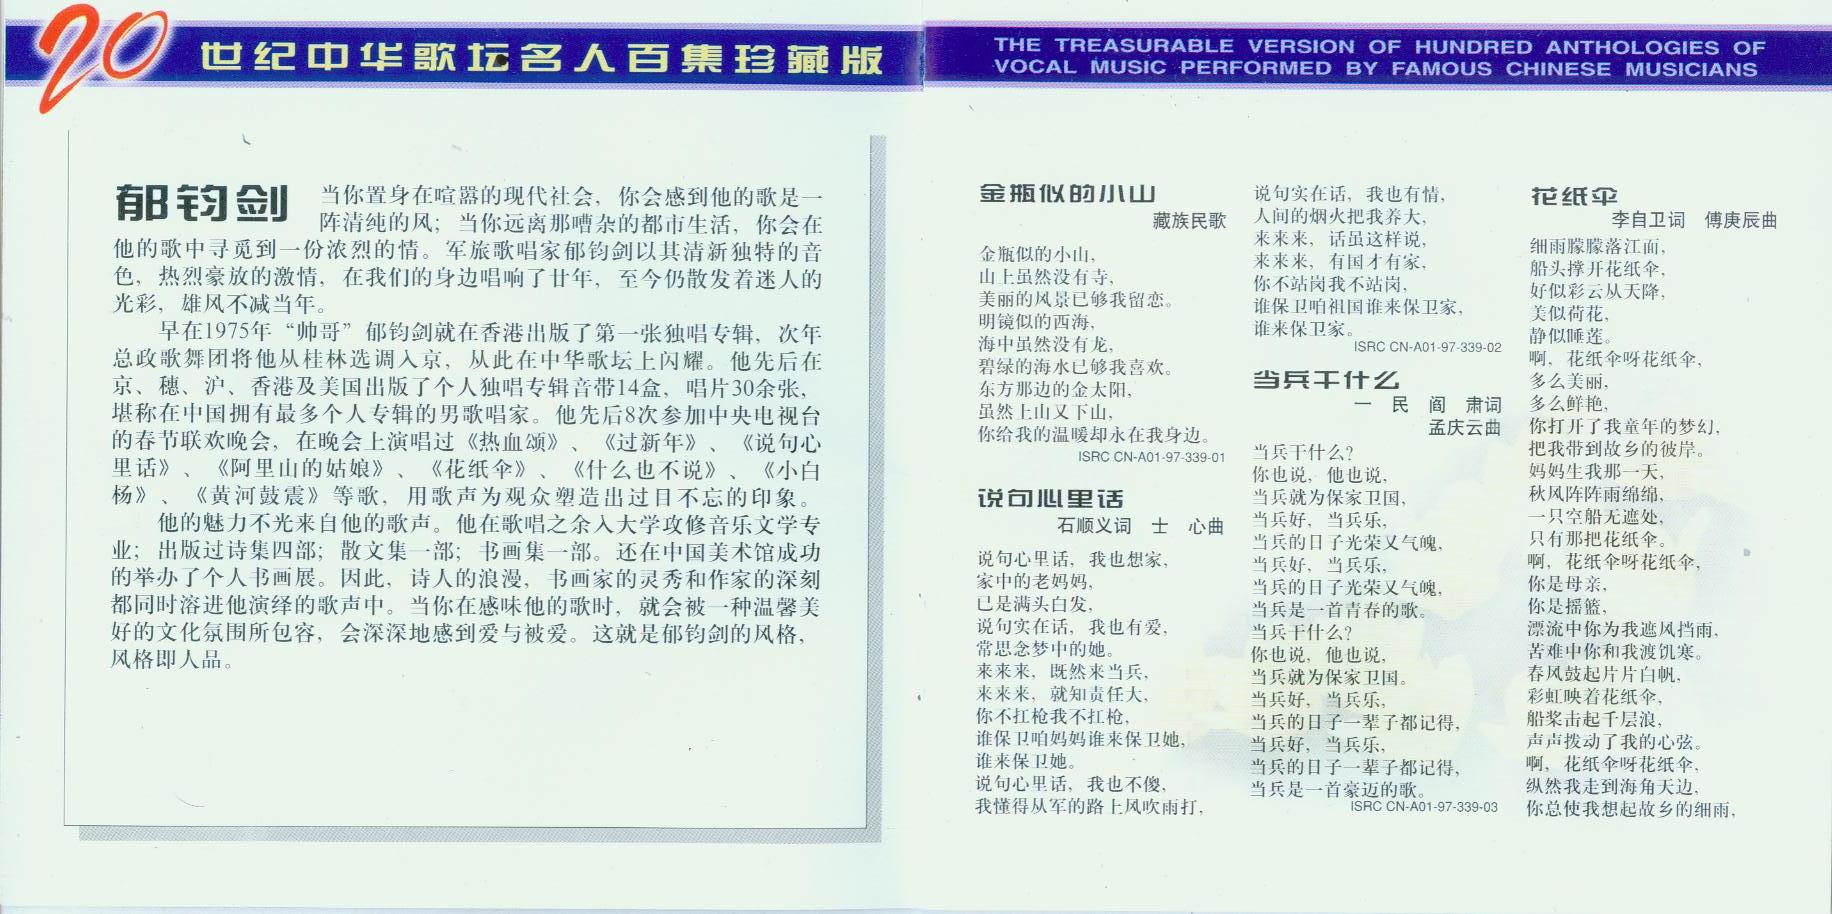 20世纪中华歌坛名人百集珍藏版
THE TREASURABLE VERSION OF HUNDRED ANTHOLOGIES OF
VOCAL MUSIC PERFORMED BY FAMOUS CHINESE MUSICIANS
郁钧剑
当你置身在喧嚣的现代社会，你会感到他的歌是一
阵清纯的风；当你远离那嘈杂的都市生活，你会在
他的歌中寻觅到一份浓烈的情。军旅歌唱家郁钧剑以其清新独特的音
色，热烈豪放的激情，在我们的身边唱响了廿年，至今仍散发着迷人的
光彩，雄风不减当年。
早在1975年“帅哥”郁钧剑就在香港出版了第一张独唱专辑，次年
总政歌舞团将他从桂林选调入京，从此在中华歌坛上闪耀。他先后在
京、穗、沪、香港及美国出版了个人独唱专辑音带14盒，唱片30余张，
堪称在中国拥有最多个人专辑的男歌唱家。他先后8次参加中央电视台
的春节联欢晚会，在晚会上演唱过《热血颂》、《过新年》、《说句心
里话》、《阿里山的姑娘》、《花纸伞》、《什么也不说》、《小白
杨》、《黄河鼓震》等歌，用歌声为观众塑造出过目不忘的印象。
他的魅力不光来自他的歌声。他在歌唱之余入大学攻修音乐文学专
业；出版过诗集四部；散文集一部；书画集一部。还在中国美术馆成功
的举办了个人书画展。因此，诗人的浪漫，书画家的灵秀和作家的深刻
都同时溶进他演绎的歌声中。当你在感味他的歌时，就会被一种温馨美
好的文化氛围所包容，会深深地感到爱与被爱。这就是郁钧剑的风格，
风格即人品。
金瓶似的小山
藏族民歌
金瓶似的小山，
山上虽然没有寺，
美丽的风景已够我留恋。
明镜似的西海，
海中虽然没有龙，
碧绿的海水已够我喜欢。
东方那边的金太阳，
虽然上山又下山，
你给我的温暖却永在我身边。
ISRC CN-A01-97-339-01
说句心里话
石顺义词 士 心曲
说句心里话，我也想家，
家中的老妈妈，
已是满头白发，
说句实在话，我也有爱，
常思念梦中的她。
来来来，既然来当兵，
来来来，就知责任大，
你不扛枪我不扛枪，
谁保卫咱妈妈谁来保卫她，
谁来保卫她。
说句心里话，我也不傻，
我懂得从军的路上风吹雨打，
说句实在话，我也有情，
人间的烟火把我养大，
来来来，话虽这样说，
来来来，有国才有家，
你不站岗我不站岗，
谁保卫咱祖国谁来保卫家，
谁来保卫家。
ISRC CN-A01-97-339-02
当兵干什么
一 民 阎 肃词
孟庆云曲
当兵干什么？
你也说，他也说，
当兵就为保家卫国，
当兵好，当兵乐，
当兵的日子光荣又气魄，
当兵好，当兵乐，
当兵的日子光荣又气魄，
当兵是一首青春的歌。
当兵干什么？
你也说，他也说，
当兵就为保家卫国。
当兵好，当兵乐，
当兵的日子一辈子都记得，
当兵好，当兵乐，
当兵的日子一辈子都记得，
当兵是一首豪迈的歌。
ISRC CN-A01-97-339-03
花纸伞
李自卫词 傅庚辰曲
细雨朦朦落江面，
船头撑开花纸伞，
好似彩云从天降，
美似荷花，
静似睡莲。
啊，花纸伞呀花纸伞，
多么美丽，
多么鲜艳，
你打开了我童年的梦幻，
把我带到故乡的彼岸。
妈妈生我那一天，
秋风阵阵雨绵绵，
一只空船无遮处，
只有那把花纸伞。
啊，花纸伞呀花纸伞，
你是母亲，
你是摇篮，
漂流中你为我遮风挡雨，
苦难中你和我渡饥寒。
春风鼓起片片白帆，
彩虹映着花纸伞，
船桨击起千层浪，
声声拨动了我的心弦。
啊，花纸伞呀花纸伞，
纵然我走到海角天边，
你总使我想起故乡的细雨，